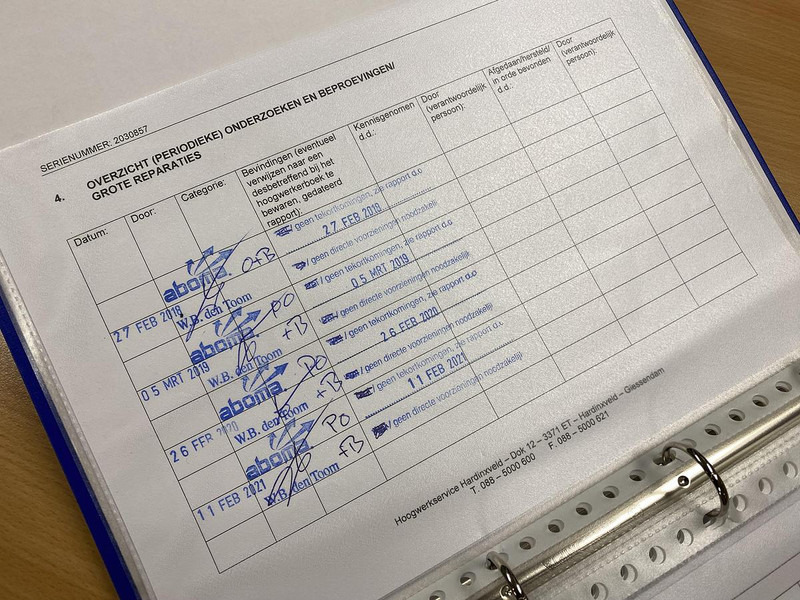 SERIENUMMER: 2030857
4. OVERZICHT (PERIODIEKE) ONDERZOEKEN EN BEPROEVINGEN/
GROTE REPARATIES
Datum:
Door:
Categorie:
Bevindingen (eventueel
verwijzen naar een
desbetreffend bij het
hoogwerkerboek te
bewaren, gedateerd
rapport):
Kennisgenomen
d.d.:
Door
(verantwoordelijk
persoon):
Afgedaan/hersteld/
in orde bevonden
d.d.:
Door
(verantwoordelijk
persoon):
27 FEB 2018
aboma
W.B. den Toom
O+B
/ geen tekortkomingen, zie rapport d.d
27 FEB 2018
/ geen directe voorzieningen noodzakelijk
05 MRT 2019
aboma
W.B. den Toom
PO
+B
/ geen tekortkomingen, zie rapport d.d
05 MRT 2019
/ geen directe voorzieningen noodzakelijk
26 FEB 2020
aboma
W.B. den Toom
PO
+B
/ geen tekortkomingen, zie rapport d.d
26 FEB 2020
/ geen directe voorzieningen noodzakelijk
11 FEB 2021
aboma
W.B. den Toom
PO
+B
/ geen tekortkomingen, zie rapport d.d.
11 FEB 2021
/ geen directe voorzieningen noodzakelijk
Hoogwerkservice Hardinxveld – Dok 12 – 3371 ET – Hardinxveld – Giessendam
T. 088 – 5000 600 F. 088 – 5000 621